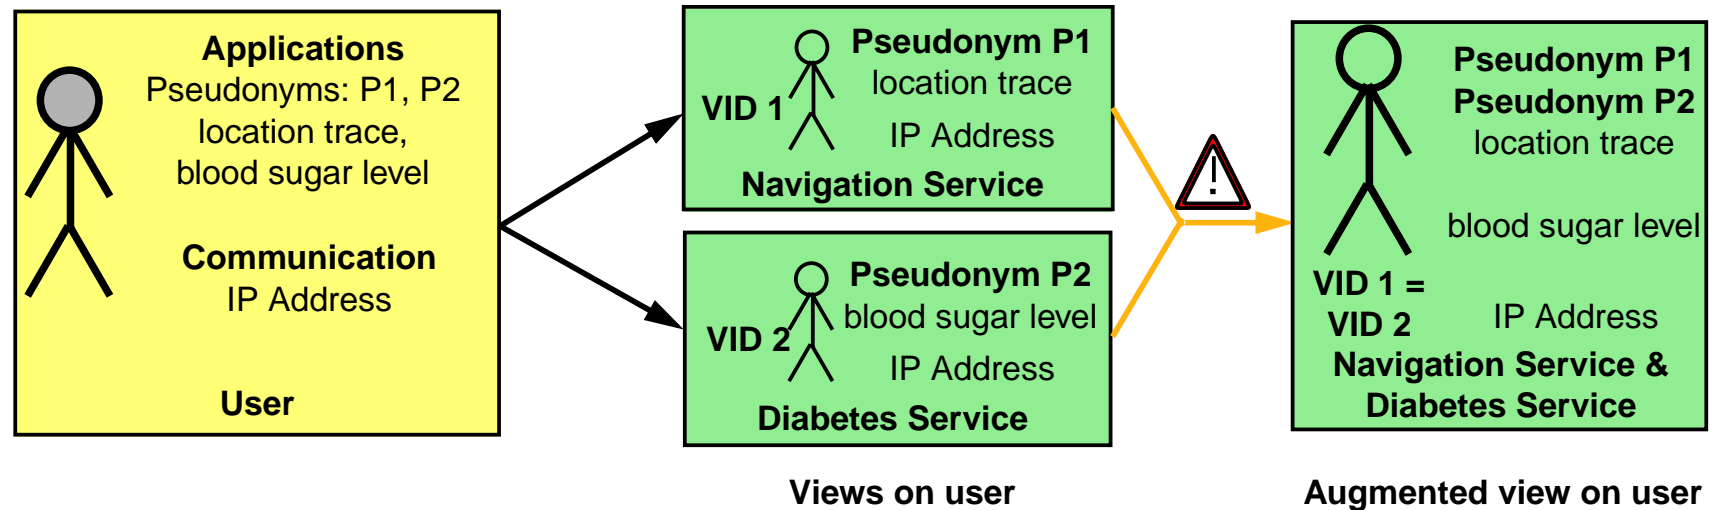 Applications
Pseudonyms: P1, P2
location trace,
blood sugar level
Communication
IP Address
User
Pseudonym P1
location trace
VID 1
IP Address
Navigation Service
Pseudonym P2
blood sugar level
VID 2
IP Address
Diabetes Service
Views on user
!
Pseudonym P1
Pseudonym P2
location trace
blood sugar level
VID 1 =
VID 2
IP Address
Navigation Service &
Diabetes Service
Augmented view on user